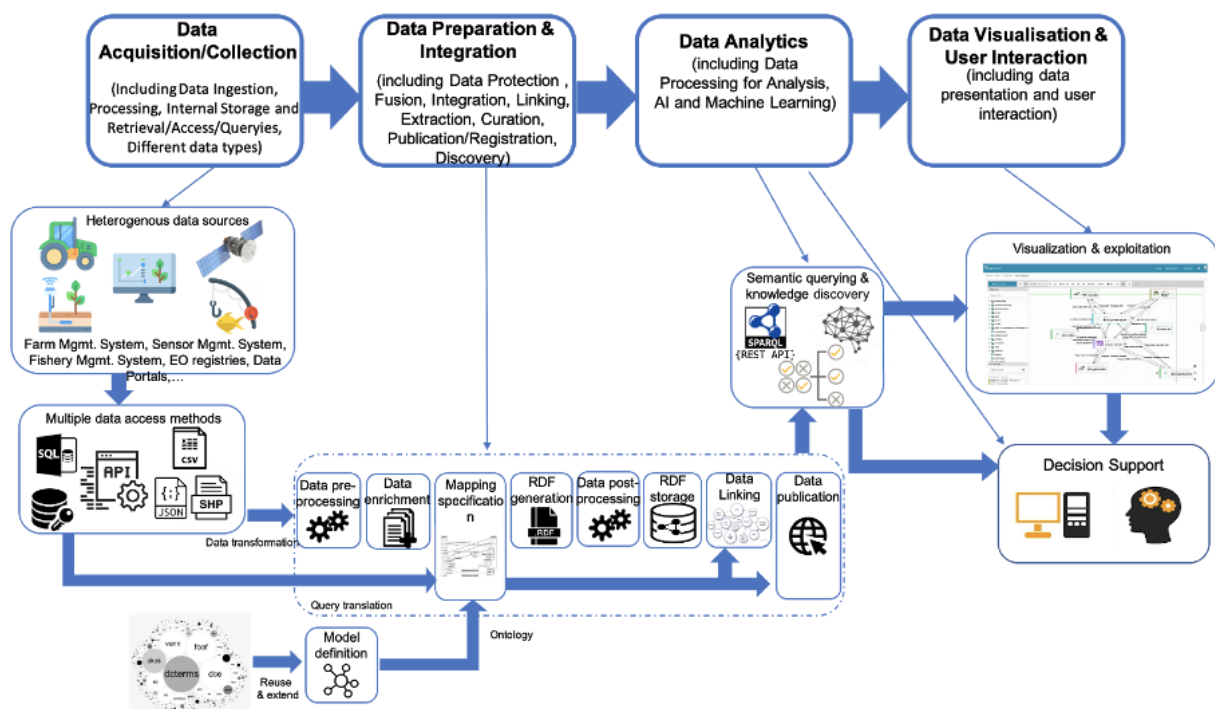 Data
Acquisition/Collection
(Including Data Ingestion,
Processing, Internal Storage and
Retrieval/Access/Queryies,
Different data types)
Data Preparation &
Integration
(including Data Protection ,
Fusion, Integration, Linking,
Extraction, Curation,
Publication/Registration,
Discovery)
Data Analytics
(including Data
Processing for Analysis,
AI and Machine Learning)
Data Visualisation &
User Interaction
(including data
presentation and user
interaction)
Heterogenous data sources
Farm Mgmt. System, Sensor Mgmt. System,
Fishery Mgmt. System, EO registries, Data
Portals,...
Multiple data access methods
SQL
API
CSV
{;}
JSON
SHP
Data transformation
Data pre-
processing
Data
enrichment
Mapping
specificatio
n
RDF
generation
.RDF
Data post-
processing
RDF
storage
Data
Linking
Data
publication
Query translation
Ontology
Model
definition
Reuse
& extend
foaf
dcterms
Semantic querying &
knowledge discovery
SPARQL
{REST API}
Visualization & exploitation
Decision Support